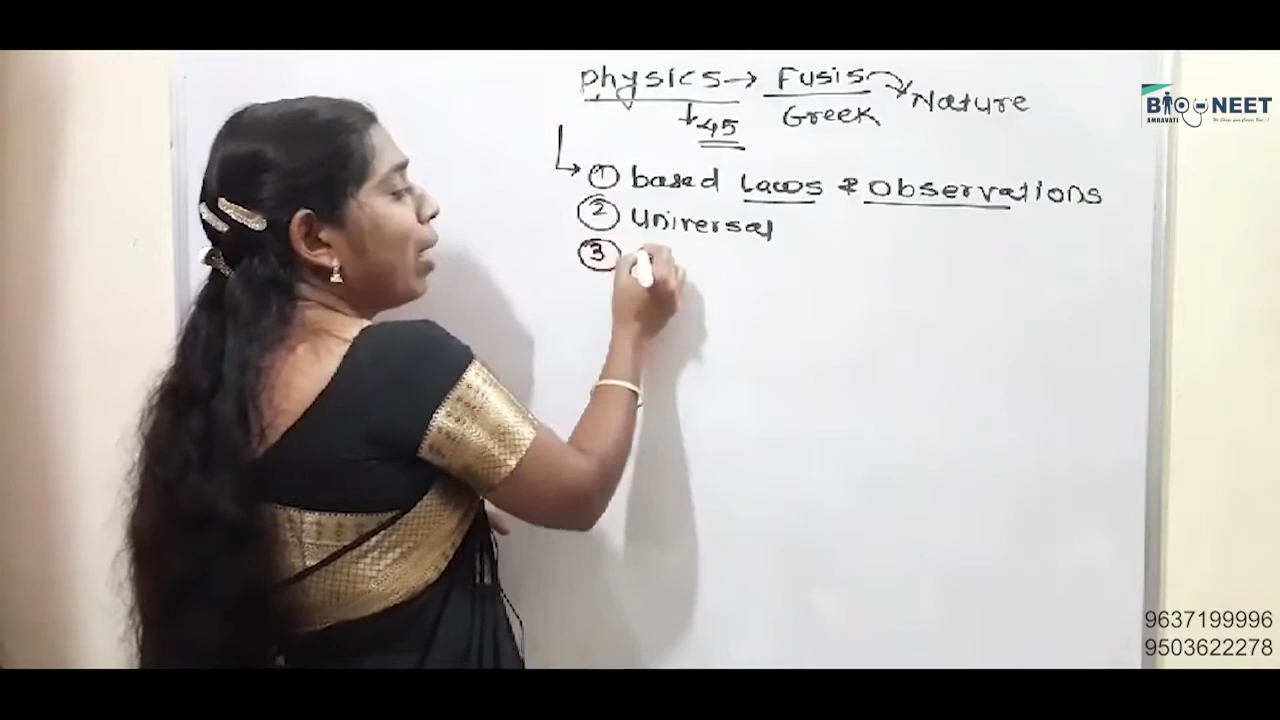 Physics → Fusis → Nature
Greek
↓ 45
① based Laws & Observations
② Universal
③
BIO NEET
AMRAVATI
9637199996
9503622278